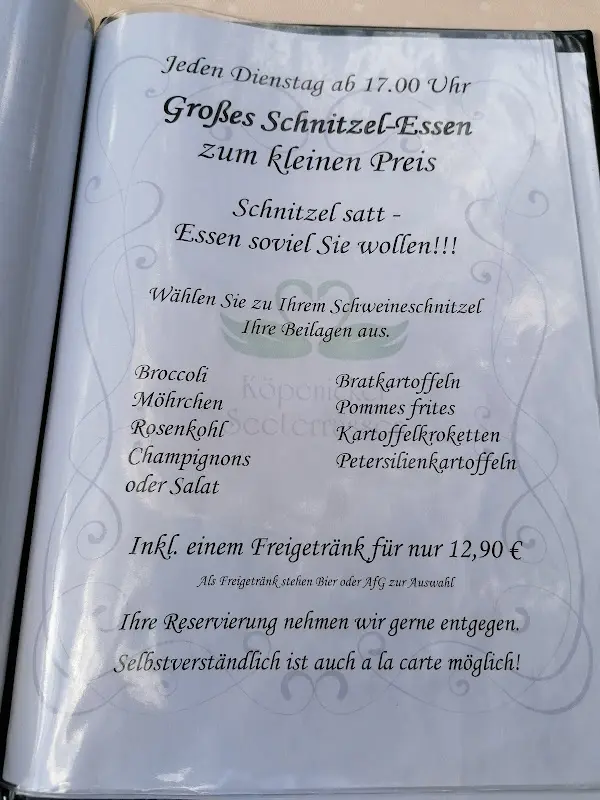 Jeden Dienstag ab 17.00 Uhr
Großes Schnitzel-Essen
zum kleinen Preis
Schnitzel satt -
Essen soviel Sie wollen!!!
Wählen Sie zu Ihrem Schweineschnitzel
Ihre Beilagen aus.
Köpenicker
Seeterrasse
Broccoli
Möhrchen
Rosenkohl
Champignons
oder Salat
Bratkartoffeln
Pommes frites
Kartoffelkroketten
Petersilienkartoffeln
Inkl. einem Freigetränk für nur 12,90 €
Als Freigetränk stehen Bier oder AfG zur Auswahl
Ihre Reservierung nehmen wir gerne entgegen.
Selbstverständlich ist auch a la carte möglich!